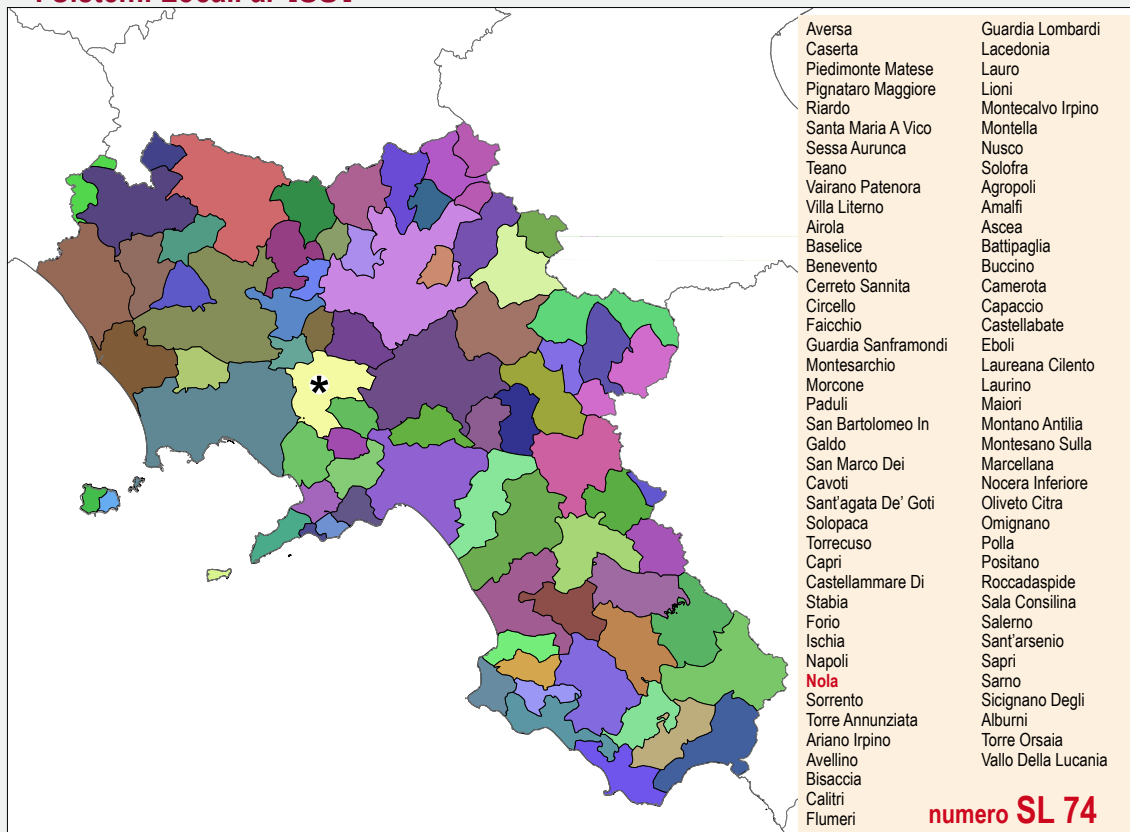 Aversa
Caserta
Piedimonte Matese
Pignataro Maggiore
Riardo
Santa Maria A Vico
Sessa Aurunca
Teano
Vairano Patenora
Villa Literno
Airola
Baselice
Benevento
Cerreto Sannita
Circello
Faicchio
Guardia Sanframondi
Montesarchio
Morcone
Paduli
San Bartolomeo In
Galdo
San Marco Dei
Cavoti
Sant'agata De' Goti
Solopaca
Torrecuso
Capri
Castellammare Di
Stabia
Forio
Ischia
Napoli
Nola
Sorrento
Torre Annunziata
Ariano Irpino
Avellino
Bisaccia
Calitri
Flumeri
Guardia Lombardi
Lacedonia
Lauro
Lioni
Montecalvo Irpino
Montella
Nusco
Solofra
Agropoli
Amalfi
Ascea
Battipaglia
Buccino
Camerota
Capaccio
Castellabate
Eboli
Laureana Cilento
Laurino
Maiori
Montano Antilia
Montesano Sulla
Marcellana
Nocera Inferiore
Oliveto Citra
Omignano
Polla
Positano
Roccadaspide
Sala Consilina
Salerno
Sant'arsenio
Sapri
Sarno
Sicignano Degli
Alburni
Torre Orsaia
Vallo Della Lucania
numero SL 74
*